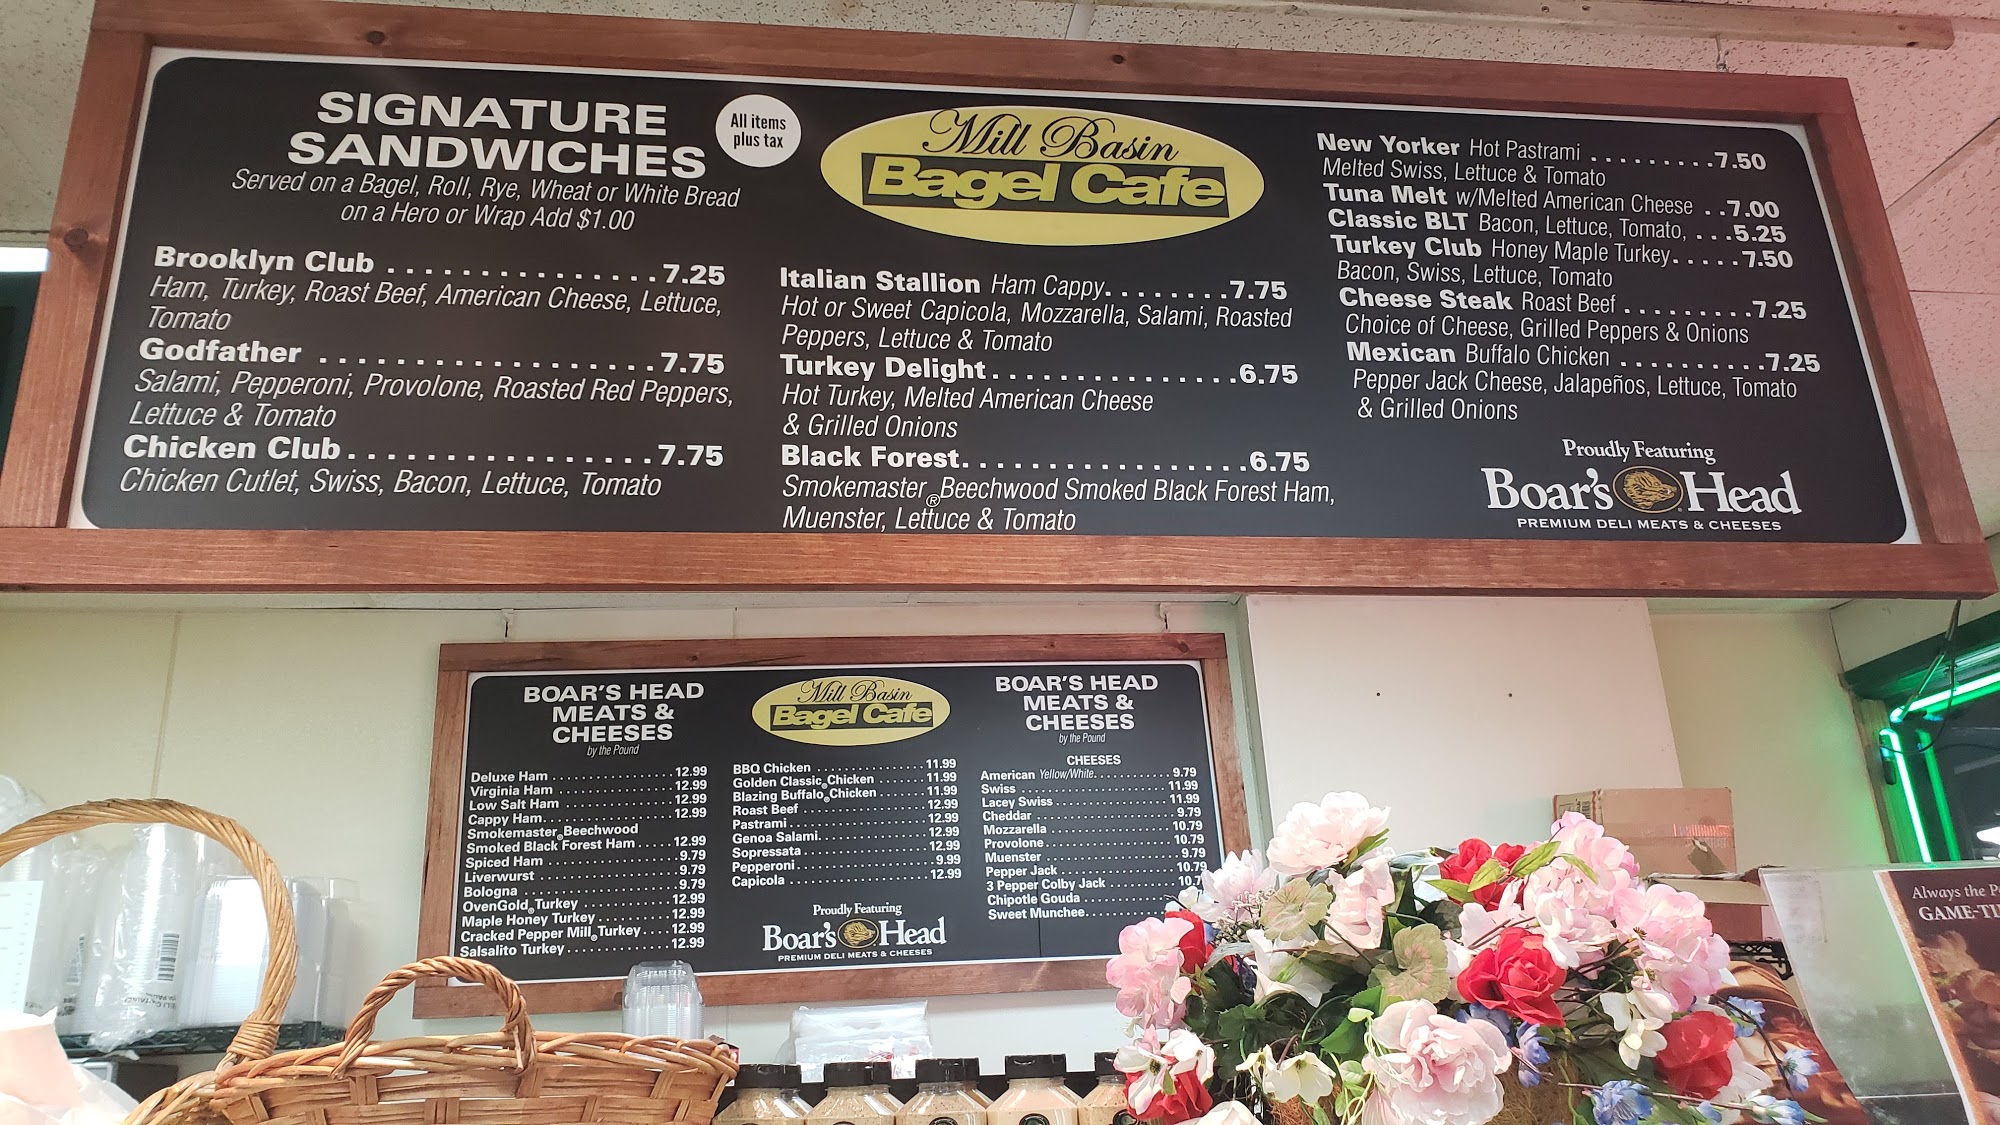 SIGNATURE
SANDWICHES
All items
plus tax
Served on a Bagel, Roll, Rye, Wheat or White Bread
on a Hero or Wrap Add $1.00
Brooklyn Club . . . . . . . . . . . . . . . 7.25
Ham, Turkey, Roast Beef, American Cheese, Lettuce,
Tomato
Godfather . . . . . . . . . . . . . . . . . . . 7.75
Salami, Pepperoni, Provolone, Roasted Red Peppers,
Lettuce & Tomato
Chicken Club . . . . . . . . . . . . . . . . . 7.75
Chicken Cutlet, Swiss, Bacon, Lettuce, Tomato
Mill Basin
Bagel Cafe
Italian Stallion Ham Cappy. . . . . . . . 7.75
Hot or Sweet Capicola, Mozzarella, Salami, Roasted
Peppers, Lettuce & Tomato
Turkey Delight . . . . . . . . . . . . . . . 6.75
Hot Turkey, Melted American Cheese
& Grilled Onions
Black Forest. . . . . . . . . . . . . . . . . 6.75
Smokemaster® Beechwood Smoked Black Forest Ham,
Muenster, Lettuce & Tomato
New Yorker Hot Pastrami . . . . . . . . . 7.50
Melted Swiss, Lettuce & Tomato
Tuna Melt w/Melted American Cheese . . 7.00
Classic BLT Bacon, Lettuce, Tomato, . . . 5.25
Turkey Club Honey Maple Turkey. . . . . 7.50
Bacon, Swiss, Lettuce, Tomato
Cheese Steak Roast Beef . . . . . . . . . 7.25
Choice of Cheese, Grilled Peppers & Onions
Mexican Buffalo Chicken . . . . . . . . . . 7.25
Pepper Jack Cheese, Jalapeños, Lettuce, Tomato
& Grilled Onions
Proudly Featuring
Boar's Head
PREMIUM DELI MEATS & CHEESES
BOAR'S HEAD
MEATS &
CHEESES
by the Pound
Deluxe Ham . . . . . . . . . . . . . . . 12.99
Virginia Ham . . . . . . . . . . . . . . . 12.99
Low Salt Ham . . . . . . . . . . . . . . 12.99
Cappy Ham. . . . . . . . . . . . . . . . 12.99
Smokemaster® Beechwood
Smoked Black Forest Ham . . . . . 12.99
Spiced Ham . . . . . . . . . . . . . . . . 9.79
Liverwurst . . . . . . . . . . . . . . . . . 9.79
Bologna . . . . . . . . . . . . . . . . . . . 9.79
OvenGold® Turkey . . . . . . . . . . . 12.99
Maple Honey Turkey . . . . . . . . . 12.99
Cracked Pepper Mill® Turkey . . . . 12.99
Salsalito Turkey . . . . . . . . . . . . . 12.99
Mill Basin
Bagel Cafe
BBQ Chicken . . . . . . . . . . . . . . 11.99
Golden Classic® Chicken . . . . . . . 11.99
Blazing Buffalo® Chicken . . . . . . . 11.99
Roast Beef . . . . . . . . . . . . . . . . 12.99
Pastrami . . . . . . . . . . . . . . . . . . 12.99
Genoa Salami. . . . . . . . . . . . . . 12.99
Sopressata . . . . . . . . . . . . . . . . 12.99
Pepperoni. . . . . . . . . . . . . . . . . 9.99
Capicola . . . . . . . . . . . . . . . . . . 12.99
Proudly Featuring
Boar's Head
PREMIUM DELI MEATS & CHEESES
BOAR'S HEAD
MEATS &
CHEESES
by the Pound
CHEESES
American Yellow/White. . . . . . . . . . . 9.79
Swiss . . . . . . . . . . . . . . . . . . . . 11.99
Lacey Swiss . . . . . . . . . . . . . . . 11.99
Cheddar . . . . . . . . . . . . . . . . . . . 9.79
Mozzarella . . . . . . . . . . . . . . . . 10.79
Provolone . . . . . . . . . . . . . . . . . 10.79
Muenster . . . . . . . . . . . . . . . . . . 9.79
Pepper Jack . . . . . . . . . . . . . . . 10.79
3 Pepper Colby Jack . . . . . . . . . 10.7
Chipotle Gouda . . . . . . . . . . . . .
Sweet Munchee. . . . . . . . . . . .
Always the
GAME-TI